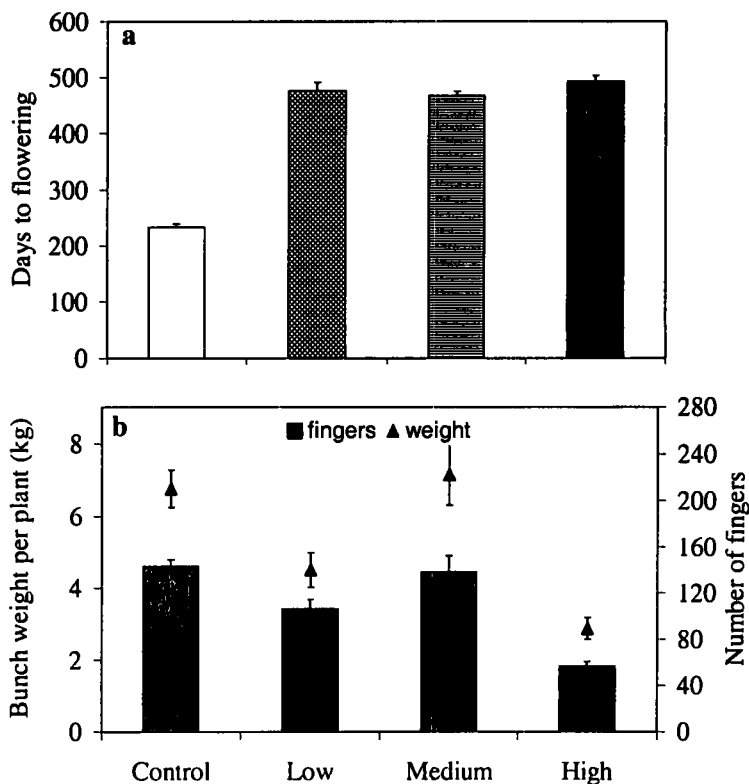 a
600
500
400
300
200
100
0
Days to flowering
b
fingers weight
8
6
4
2
0
Bunch weight per plant (kg)
280
240
200
160
120
80
40
0
Number of fingers
Control Low Medium High